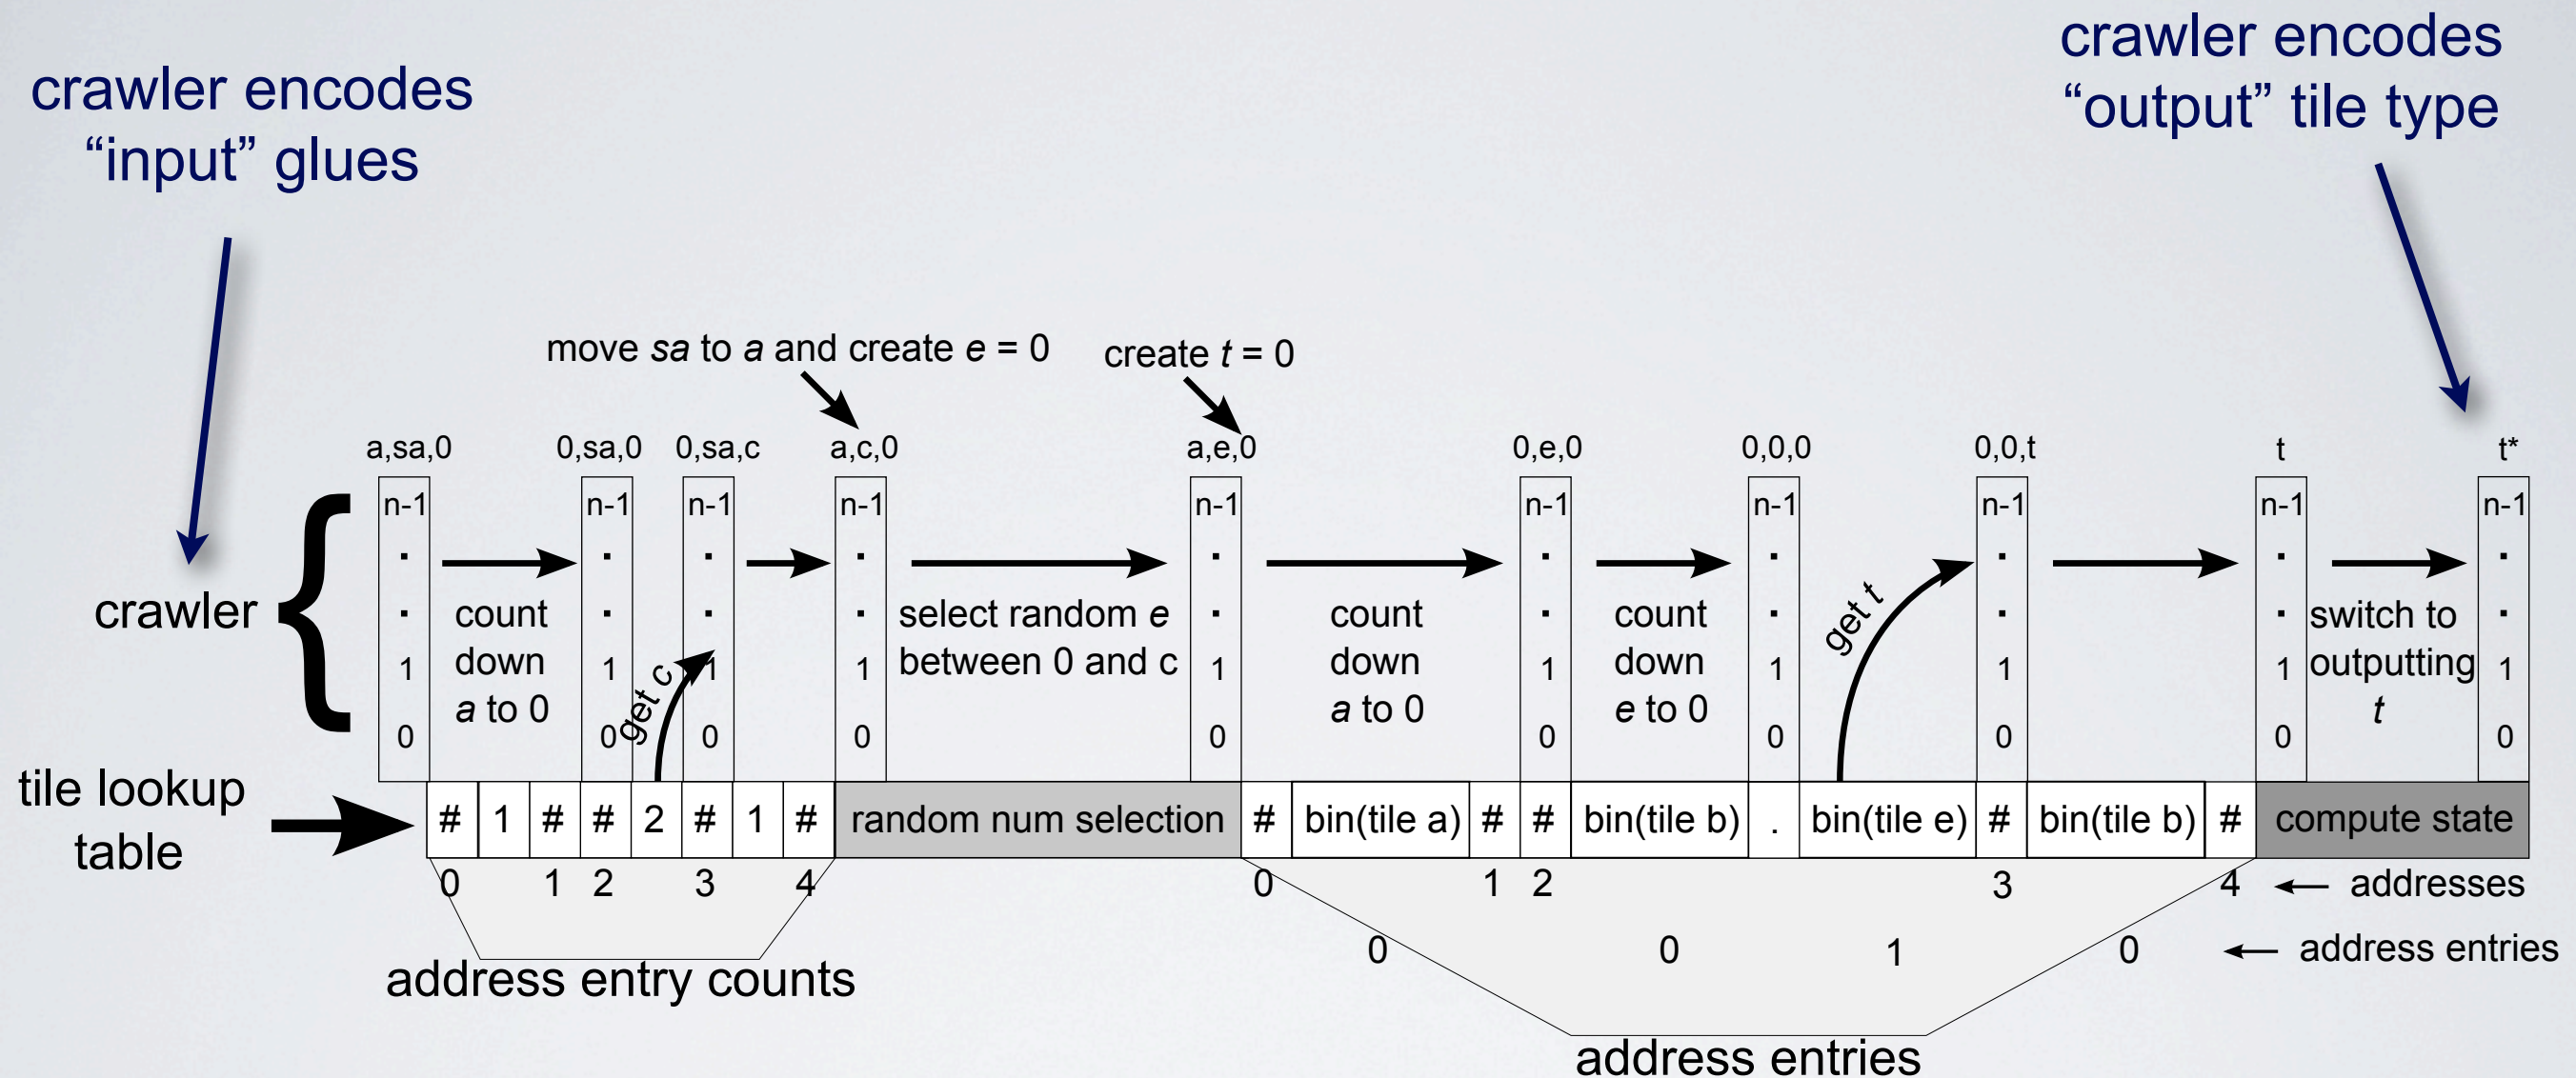 crawler encodes
“input” glues
crawler encodes
“output” tile type
move sa to a and create e = 0
create t = 0
a,sa,0
0,sa,0
0,sa,c
a,c,0
a,e,0
0,e,0
0,0,0
0,0,t
t
t*
n-1 n-1 n-1 n-1 n-1 n-1 n-1 n-1 n-1 n-1
. . . . . . . . . .
. . . . . . . . . .
1 1 1 1 1 1 1 1 1 1
0 0 0 0 0 0 0 0 0 0
crawler
{
count
down
a to 0
get c
select random e
between 0 and c
count
down
a to 0
count
down
e to 0
get t
switch to
outputting
t
tile lookup
table
# 1 # # 2 # 1 # random num selection # bin(tile a) # # bin(tile b) . bin(tile e) # bin(tile b) # compute state
0 1 2 3 4 0 1 2 3 4 addresses
0 0 1 0 address entries
address entry counts
address entries